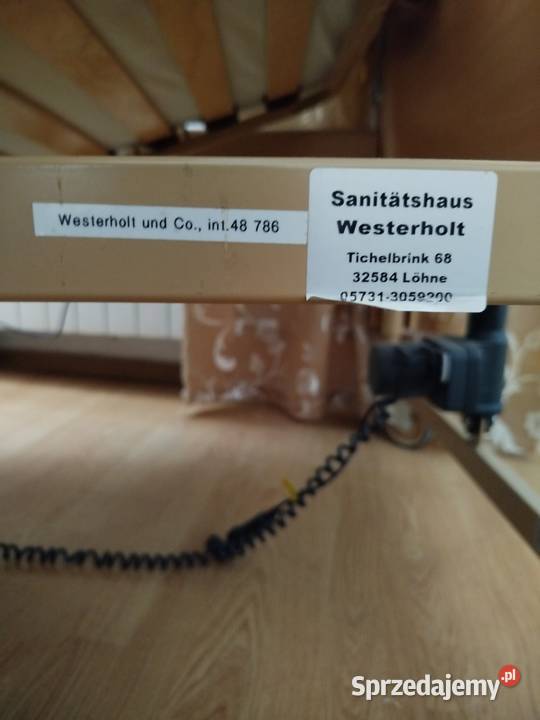 Westerholt und Co., int.48 786
Sanitätshaus
Westerholt
Tichelbrink 68
32584 Löhne
05731-3059200
Sprzedajemy.pl